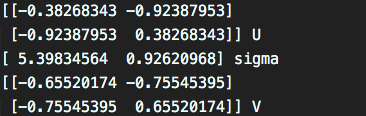 [[-0.38268343 -0.92387953]
 [-0.92387953  0.38268343]] U
[ 5.39834564  0.92620968] sigma
[[-0.65520174 -0.75545395]
 [-0.75545395  0.65520174]] V